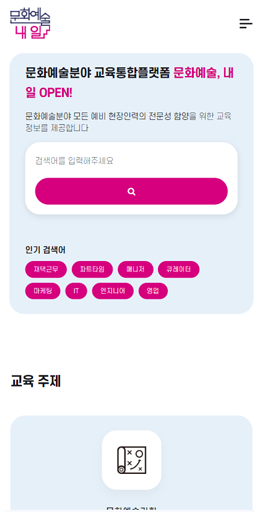 문화예술
내일
문화예술분야 교육통합플랫폼 문화예술, 내
일 OPEN!
문화예술분야 모든 예비 현장인력의 전문성 함양을 위한 교육
정보를 제공합니다
검색어를 입력해주세요
인기 검색어
재택근무 파트타임 매니저 큐레이터
마케팅 IT 엔지니어 영업
교육 주제